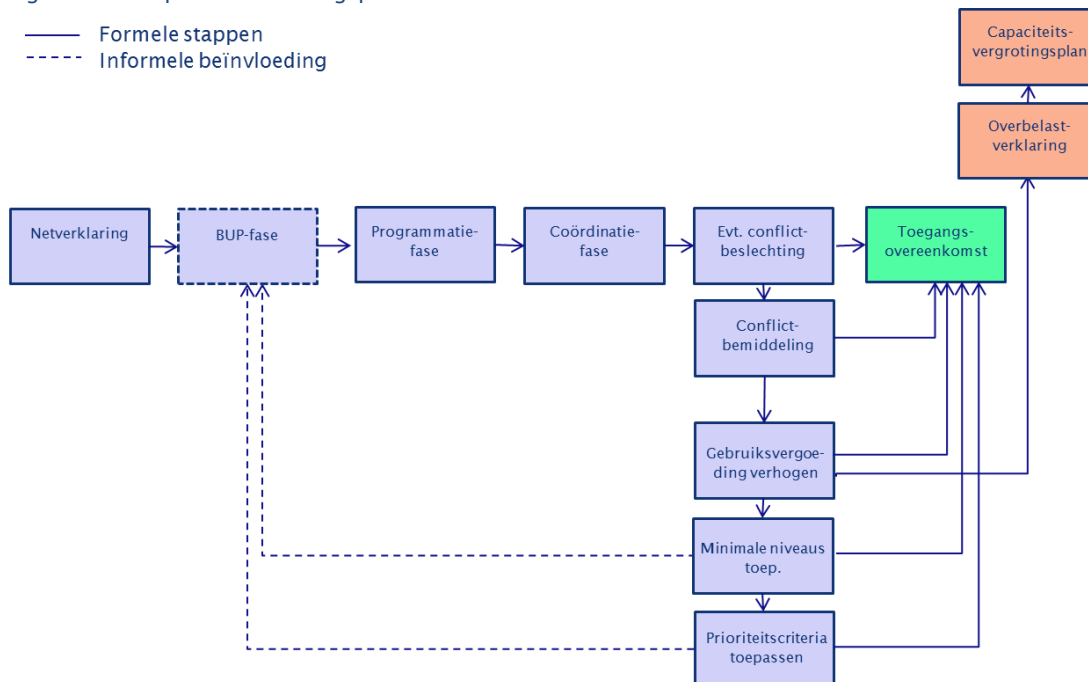 Formele stappen
Informele beïnvloeding
Capaciteits-
vergrotingsplan
Overbelast-
verklaring
Netverklaring
BUP-fase
Programmatie-
fase
Coördinatie-
fase
Evt. conflict-
beslechting
Toegangs-
overeenkomst
Conflict-
bemiddeling
Gebruiksvergoe-
ding verhogen
Minimale niveaus
toep.
Prioriteitscriteria
toepassen